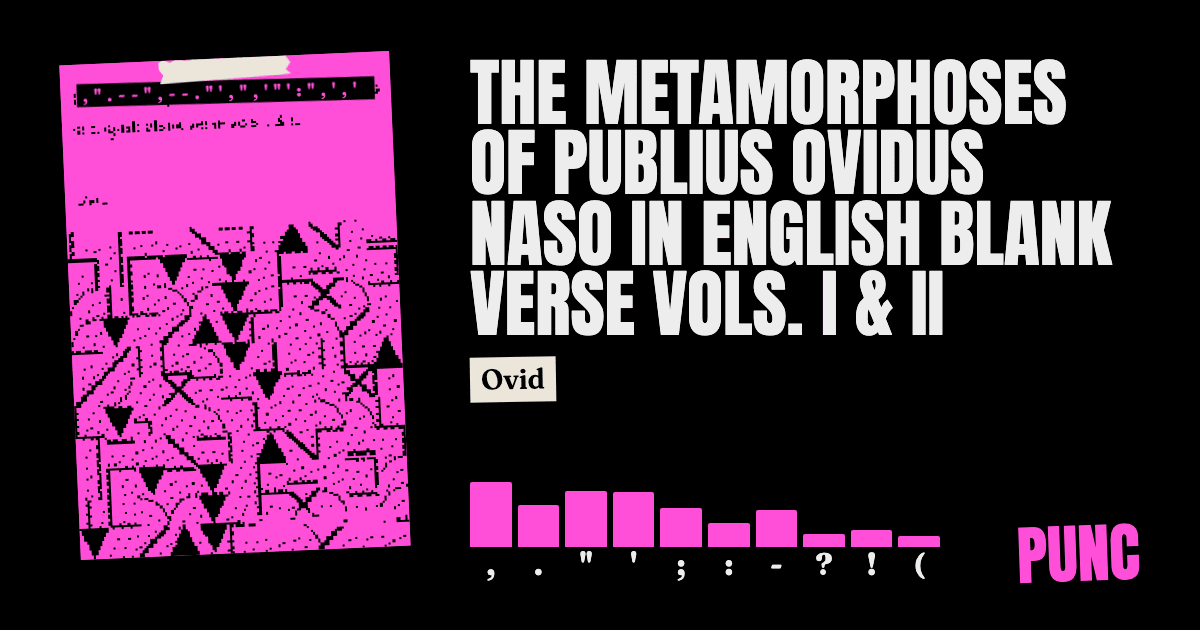 THE METAMORPHOSES
OF PUBLIUS OVIDUS
NASO IN ENGLISH BLANK
VERSE VOLS. I & II
Ovid
, . " ' ; : - ? ! (
PUNC